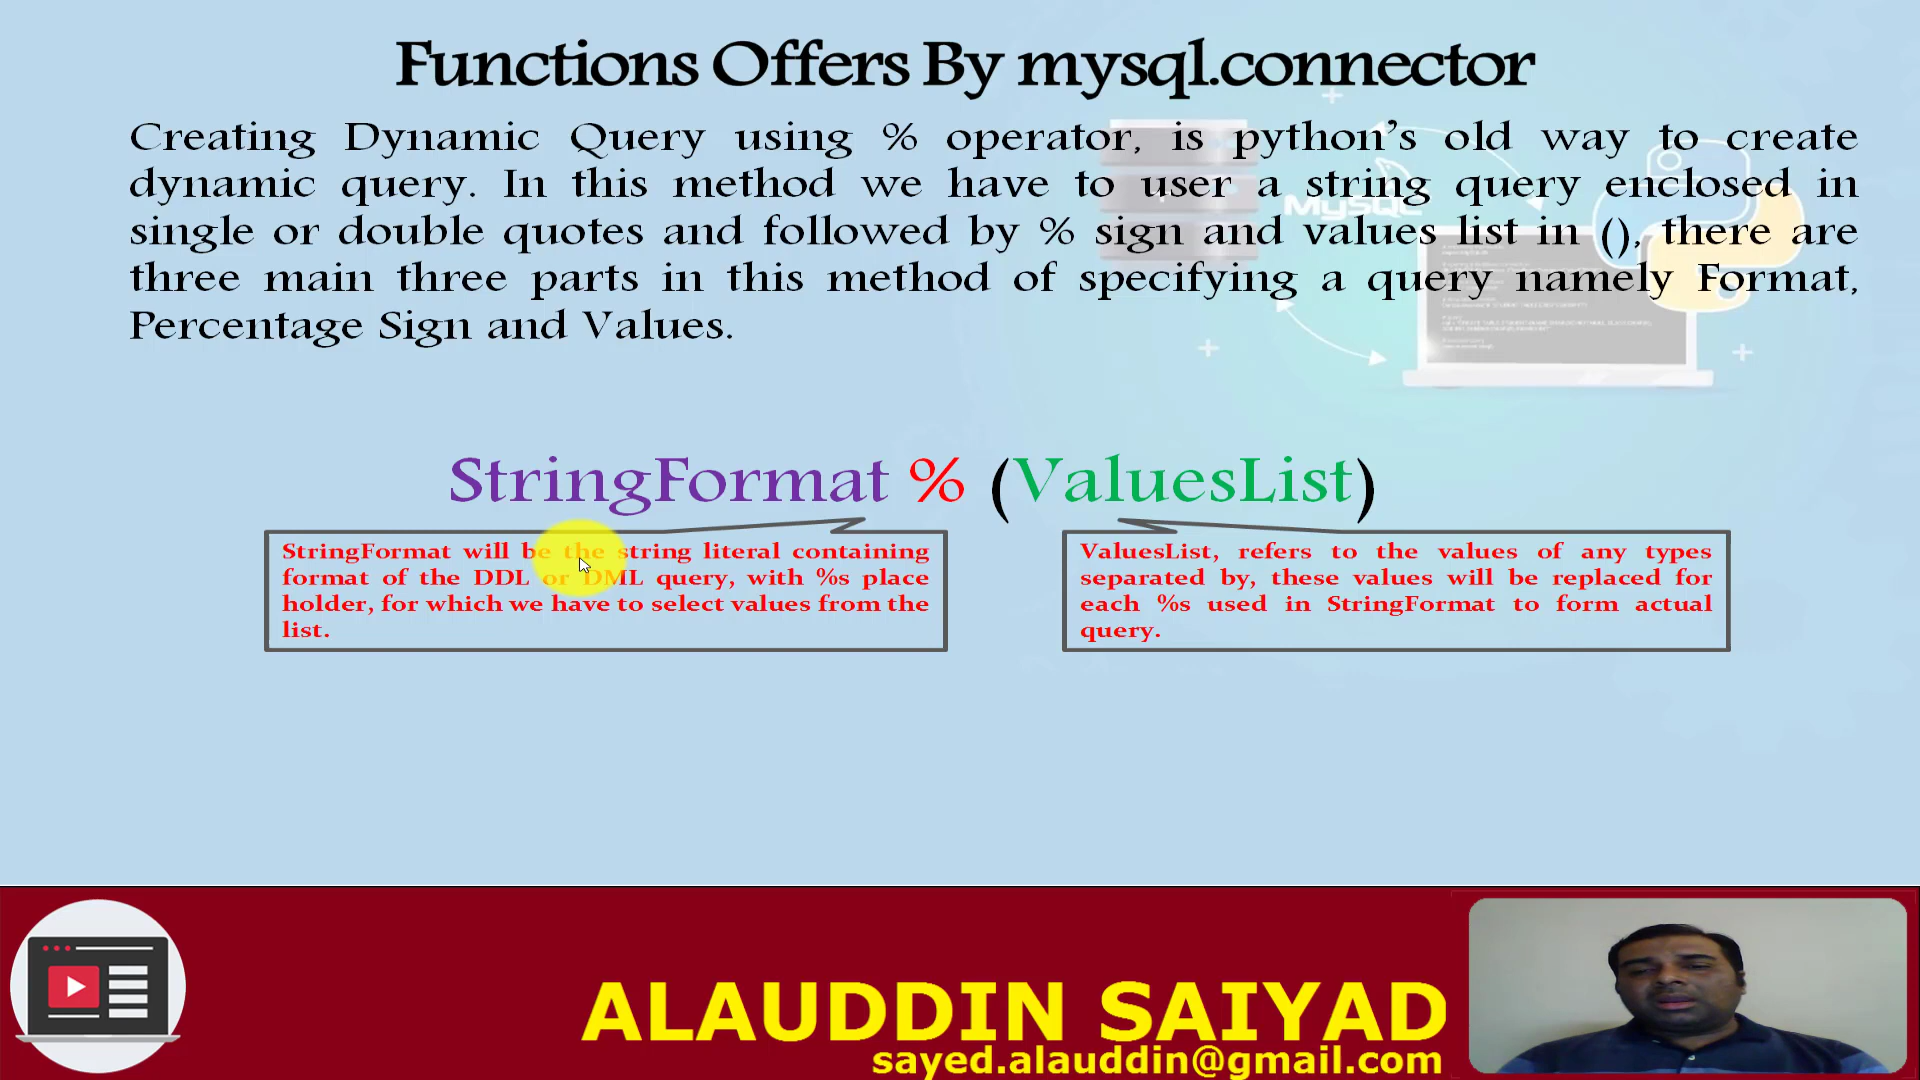 Functions Offers By mysql.connector
Creating Dynamic Query using % operator, is python’s old way to create
dynamic query. In this method we have to user a string query enclosed in
single or double quotes and followed by % sign and values list in (), there are
three main three parts in this method of specifying a query namely Format,
Percentage Sign and Values.
MySQL
StringFormat % (ValuesList)
StringFormat will be the string literal containing
format of the DDL or DML query, with %s place
holder, for which we have to select values from the
list.
ValuesList, refers to the values of any types
separated by, these values will be replaced for
each %s used in StringFormat to form actual
query.
ALAUDDIN SAIYAD
sayed.alauddin@gmail.com